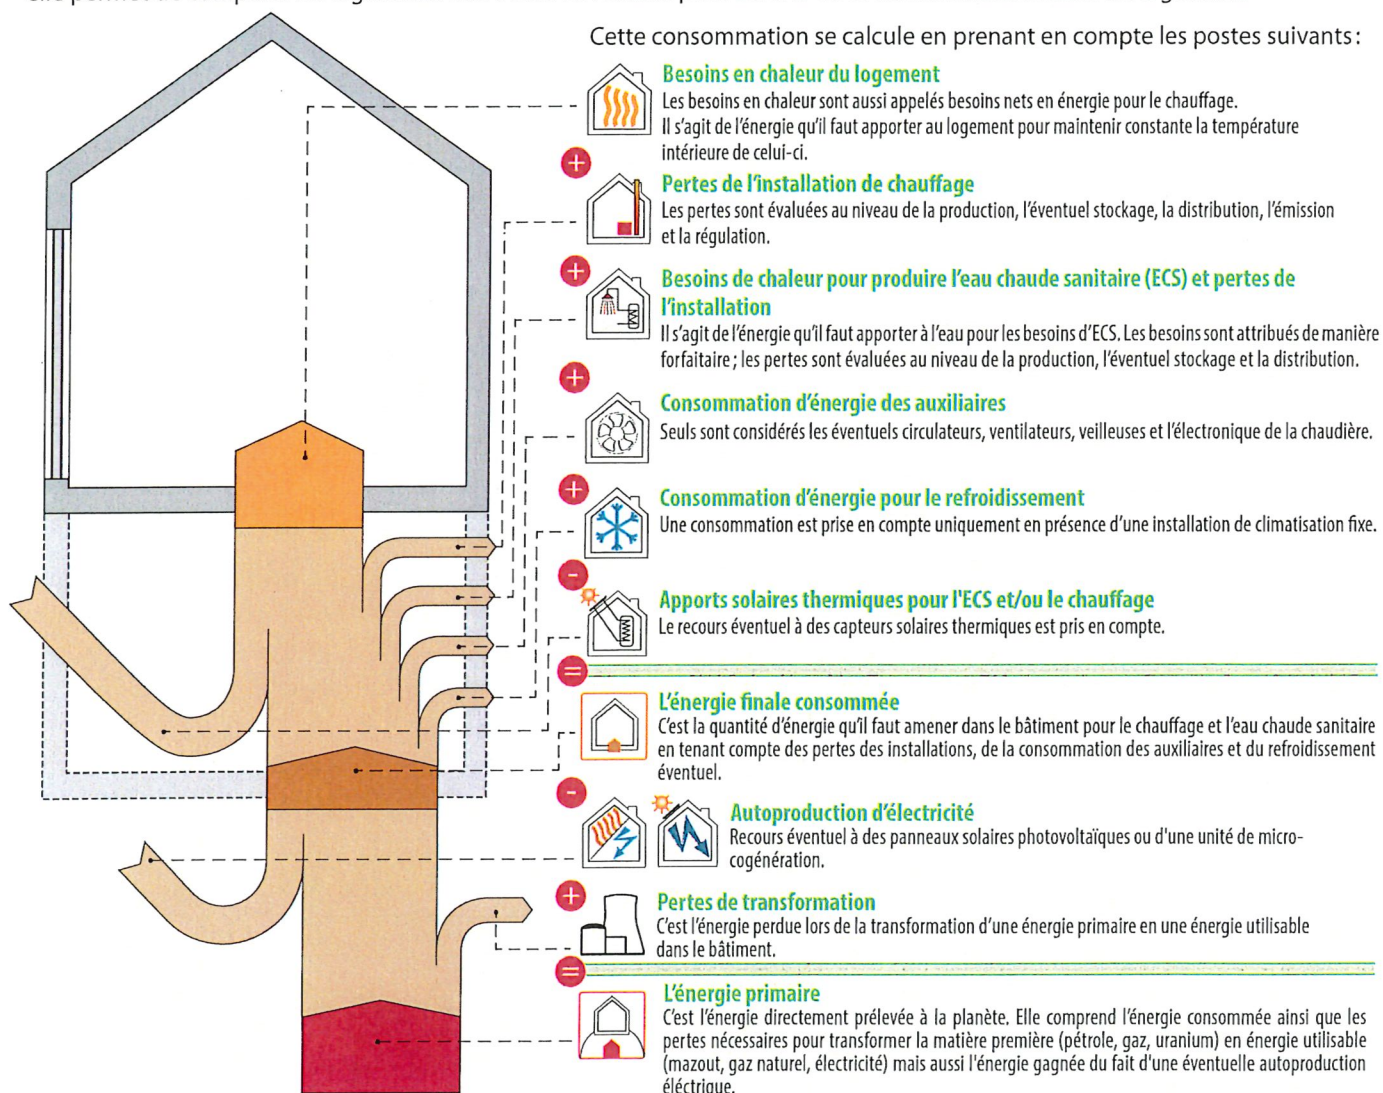 Cette consommation se calcule en prenant en compte les postes suivants :
Besoins en chaleur du logement
Les besoins en chaleur sont aussi appelés besoins nets en énergie pour le chauffage.
Il s'agit de l'énergie qu'il faut apporter au logement pour maintenir constante la température
intérieure de celui-ci.
+
Pertes de l'installation de chauffage
Les pertes sont évaluées au niveau de la production, l'éventuel stockage, la distribution, l'émission
et la régulation.
+
Besoins de chaleur pour produire l'eau chaude sanitaire (ECS) et pertes de
l'installation
Il s'agit de l'énergie qu'il faut apporter à l'eau pour les besoins d'ECS. Les besoins sont attribués de manière
forfaitaire ; les pertes sont évaluées au niveau de la production, l'éventuel stockage et la distribution.
+
Consommation d'énergie des auxiliaires
Seuls sont considérés les éventuels circulateurs, ventilateurs, veilleuses et l'électronique de la chaudière.
+
Consommation d'énergie pour le refroidissement
Une consommation est prise en compte uniquement en présence d'une installation de climatisation fixe.
-
Apports solaires thermiques pour l'ECS et/ou le chauffage
Le recours éventuel à des capteurs solaires thermiques est pris en compte.
=
L'énergie finale consommée
C'est la quantité d'énergie qu'il faut amener dans le bâtiment pour le chauffage et l'eau chaude sanitaire
en tenant compte des pertes des installations, de la consommation des auxiliaires et du refroidissement
éventuel.
-
Autoproduction d'électricité
Recours éventuel à des panneaux solaires photovoltaïques ou d'une unité de micro-
cogénération.
+
Pertes de transformation
C'est l'énergie perdue lors de la transformation d'une énergie primaire en une énergie utilisable
dans le bâtiment.
=
L'énergie primaire
C'est l'énergie directement prélevée à la planète. Elle comprend l'énergie consommée ainsi que les
pertes nécessaires pour transformer la matière première (pétrole, gaz, uranium) en énergie utilisable
(mazout, gaz naturel, électricité) mais aussi l'énergie gagnée du fait d'une éventuelle autoproduction
éléctrique.